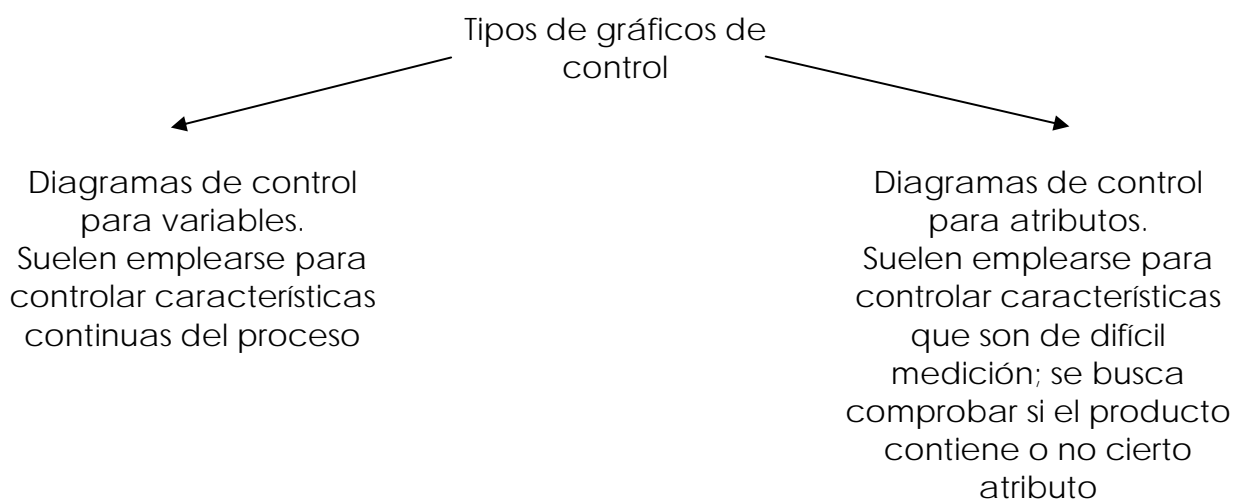 Tipos de gráficos de
control
Diagramas de control
para variables.
Suelen emplearse para
controlar características
continuas del proceso
Diagramas de control
para atributos.
Suelen emplearse para
controlar características
que son de difícil
medición; se busca
comprobar si el producto
contiene o no cierto
atributo